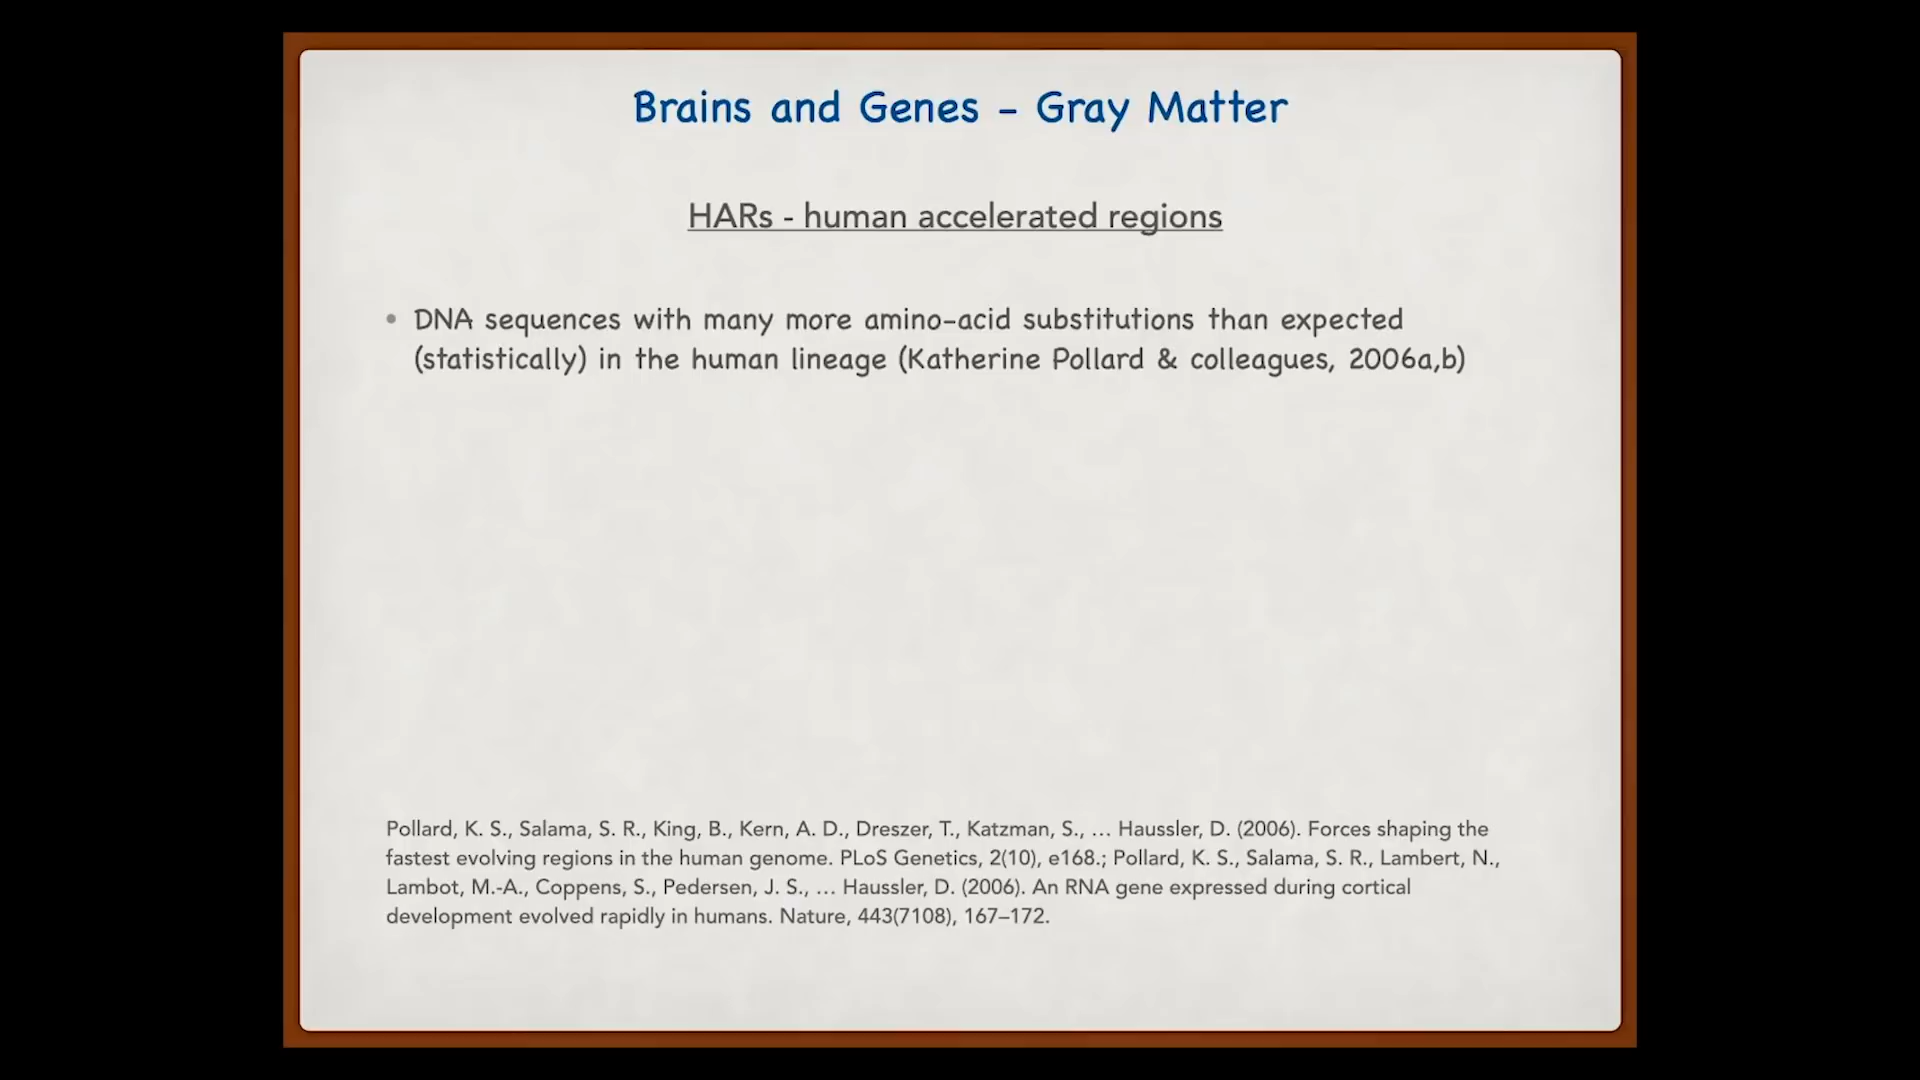 Brains and Genes – Gray Matter
HARs - human accelerated regions
• DNA sequences with many more amino-acid substitutions than expected
(statistically) in the human lineage (Katherine Pollard & colleagues, 2006a,b)
Pollard, K. S., Salama, S. R., King, B., Kern, A. D., Dreszer, T., Katzman, S., … Haussler, D. (2006). Forces shaping the
fastest evolving regions in the human genome. PLoS Genetics, 2(10), e168.; Pollard, K. S., Salama, S. R., Lambert, N.,
Lambot, M.-A., Coppens, S., Pedersen, J. S., … Haussler, D. (2006). An RNA gene expressed during cortical
development evolved rapidly in humans. Nature, 443(7108), 167–172.